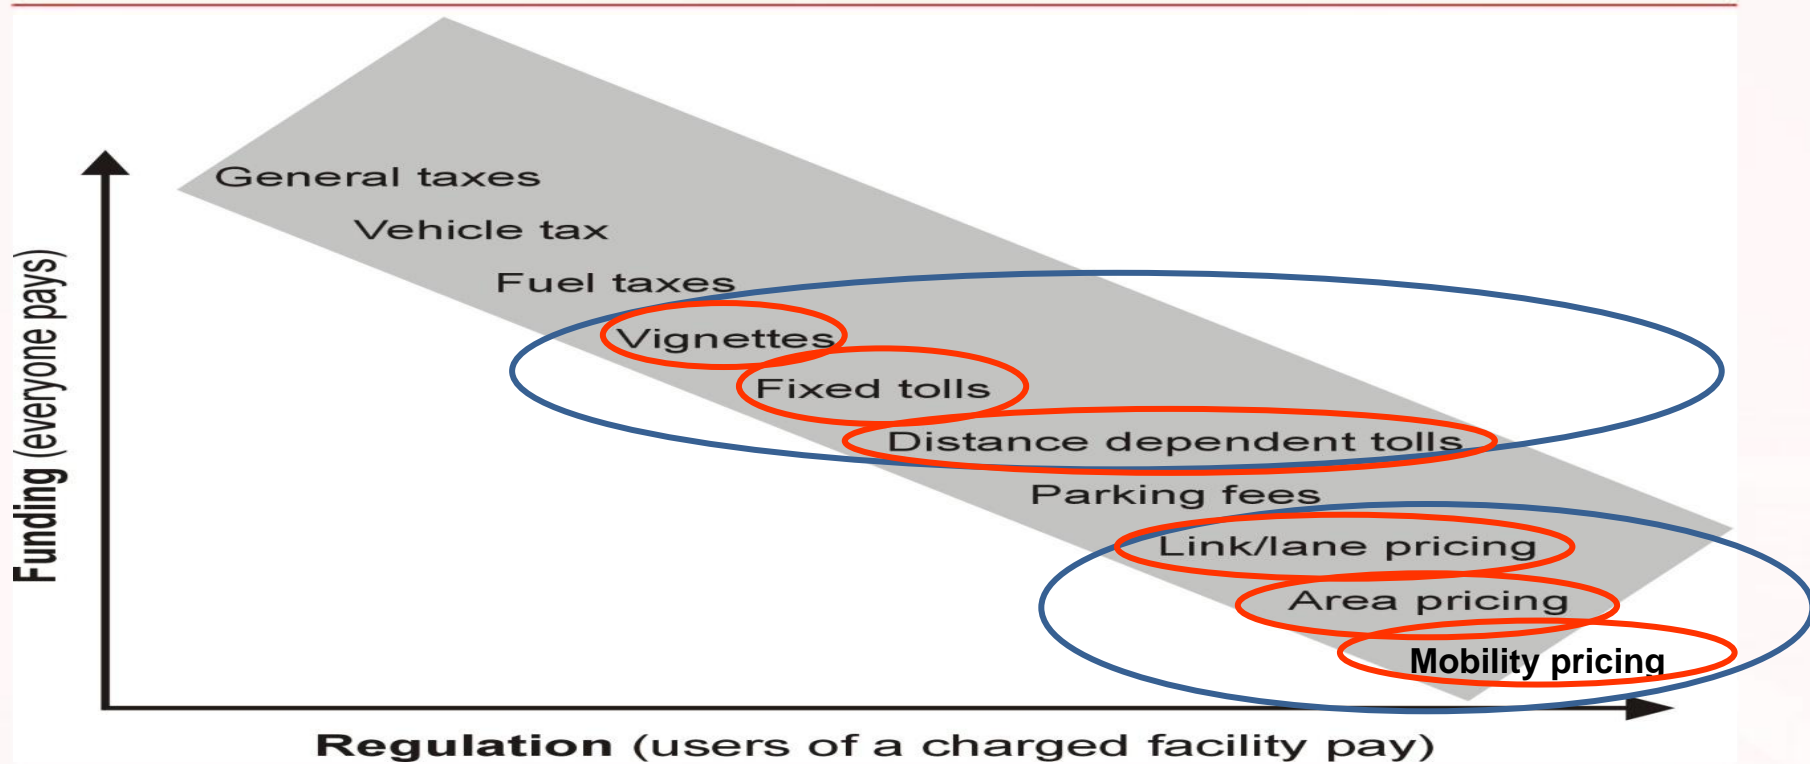 General taxes
Vehicle tax
Fuel taxes
Vignettes
Fixed tolls
Distance dependent tolls
Parking fees
Link/lane pricing
Area pricing
Mobility pricing
Funding (everyone pays)
Regulation (users of a charged facility pay)